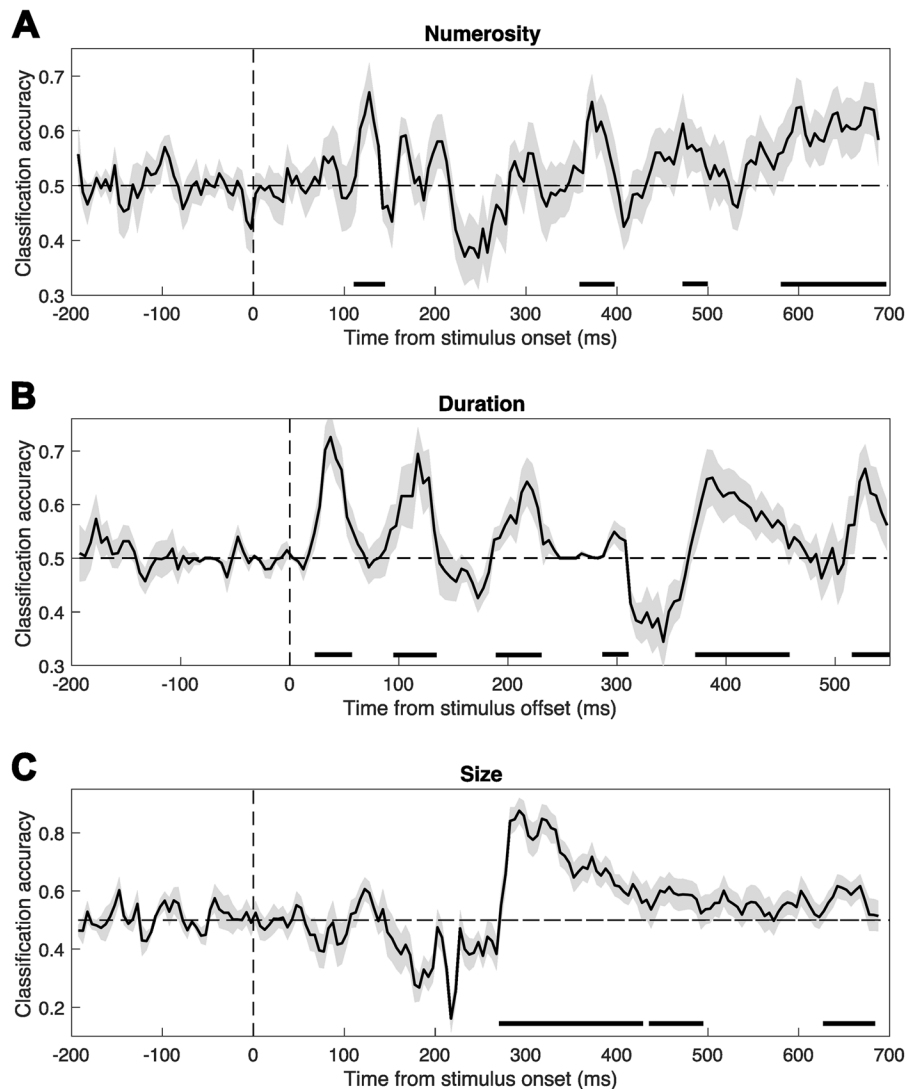 A
Numerosity
Classification accuracy
0.7
0.6
0.5
0.4
0.3
-200 -100 0 100 200 300 400 500 600 700
Time from stimulus onset (ms)
B
Duration
Classification accuracy
0.7
0.6
0.5
0.4
0.3
-200 -100 0 100 200 300 400 500
Time from stimulus offset (ms)
C
Size
Classification accuracy
0.8
0.6
0.4
0.2
-200 -100 0 100 200 300 400 500 600 700
Time from stimulus onset (ms)